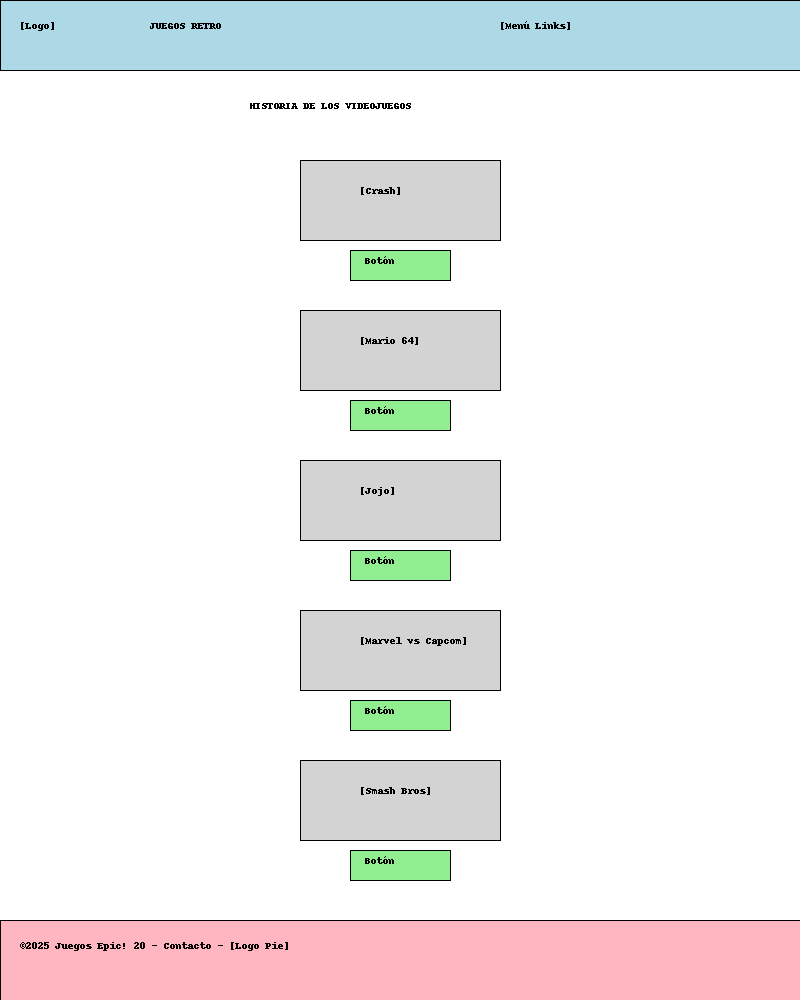 [Logo] JUEGOS RETRO [Menú Links]
HISTORIA DE LOS VIDEOJUEGOS
[Crash]
Botón
[Mario 64]
Botón
[Jojo]
Botón
[Marvel vs Capcom]
Botón
[Smash Bros]
Botón
©2025 Juegos Epic! 20 - Contacto - [Logo Pie]